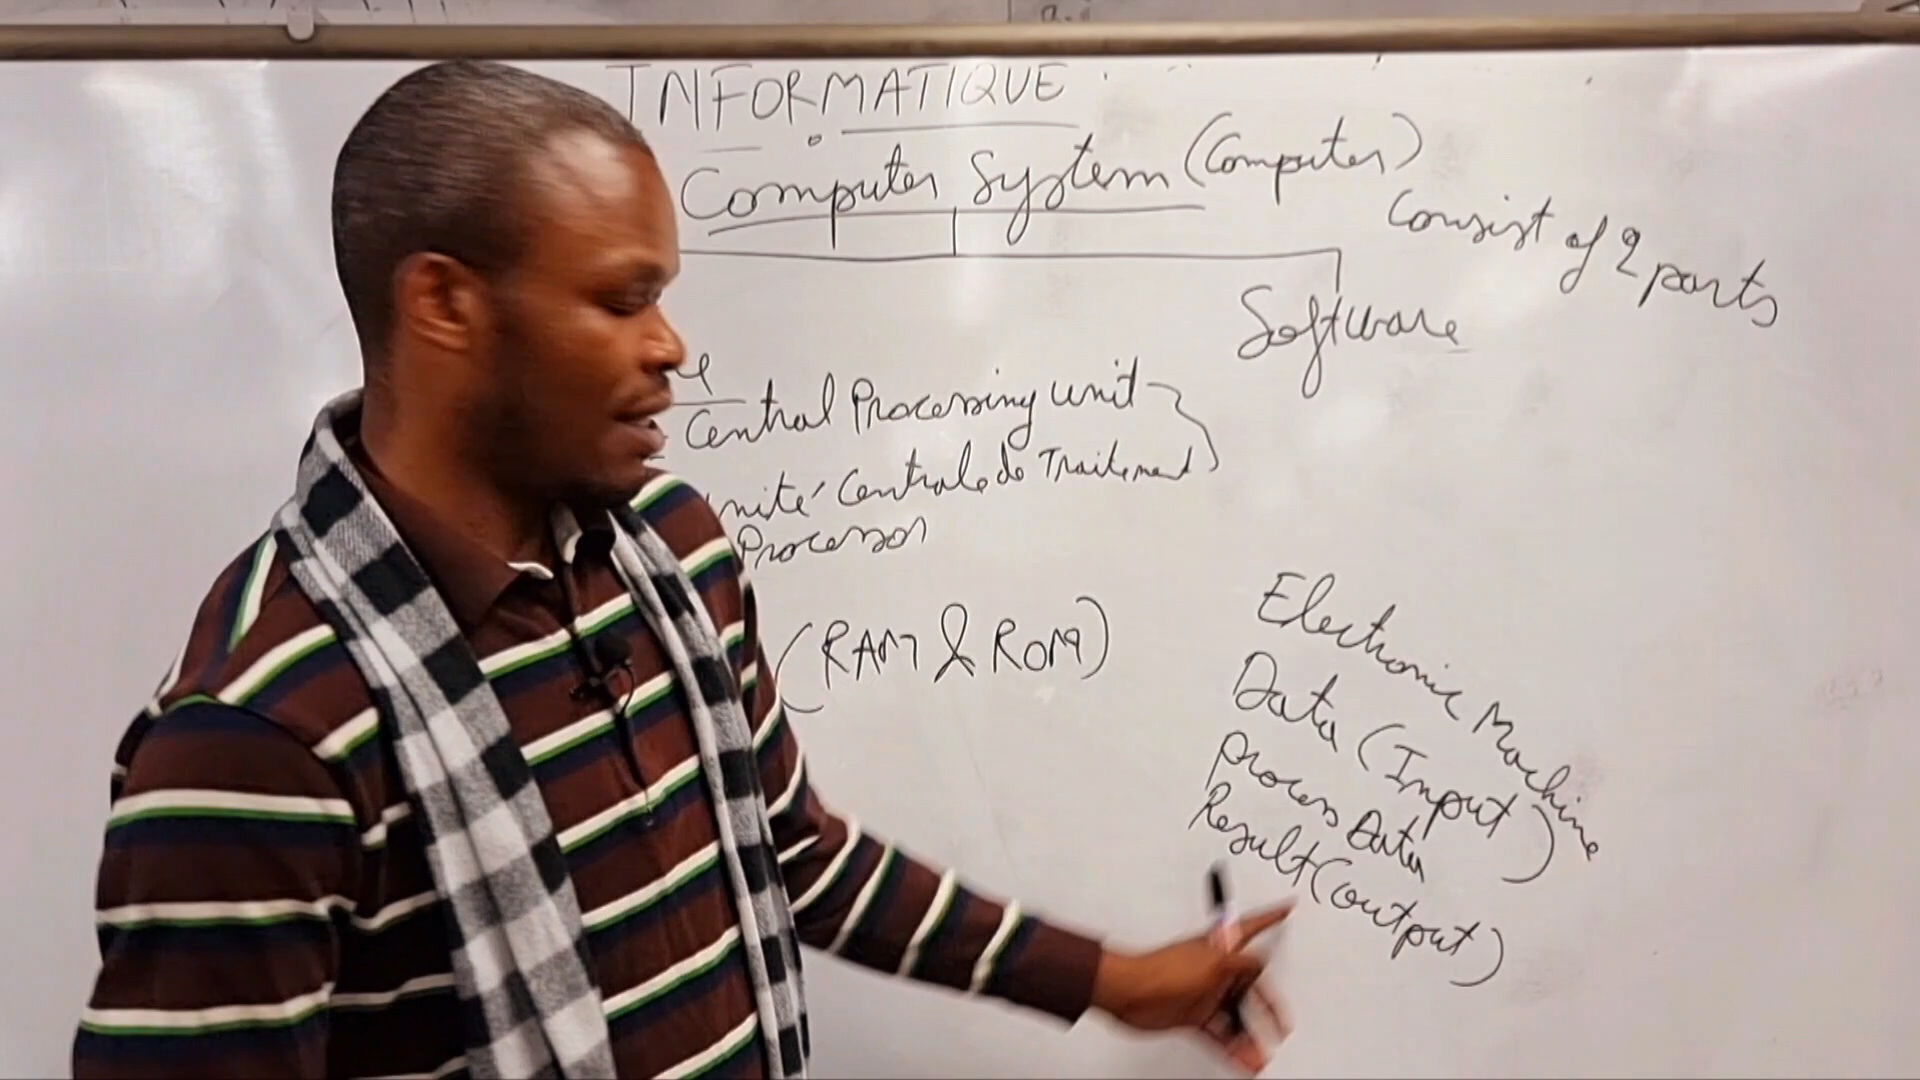 INFORMATIQUE
Computer System (Computer)
Consist of 2 parts
Software
Central Processing unit
nité Centrale de Traitement
Processor
(RAM & ROM)
Electronic Machine
Data (Input)
process Data
Result (output)